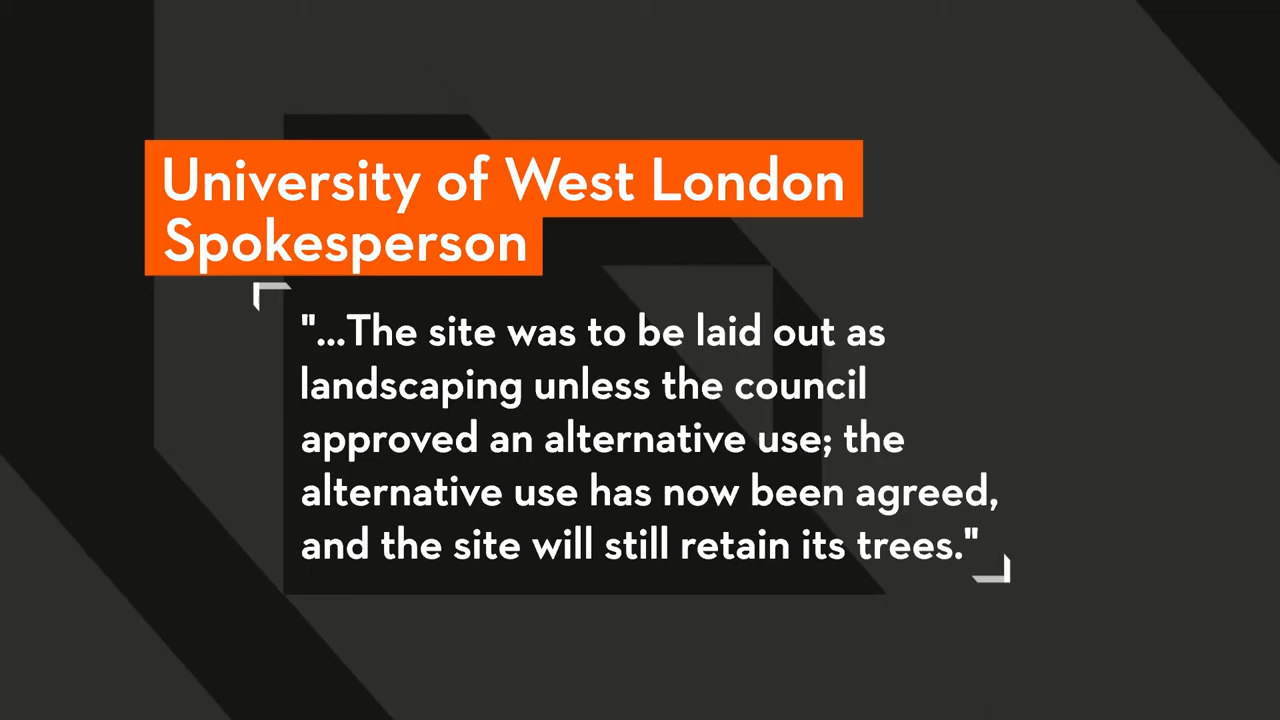 University of West London
Spokesperson
"...The site was to be laid out as
landscaping unless the council
approved an alternative use; the
alternative use has now been agreed,
and the site will still retain its trees."